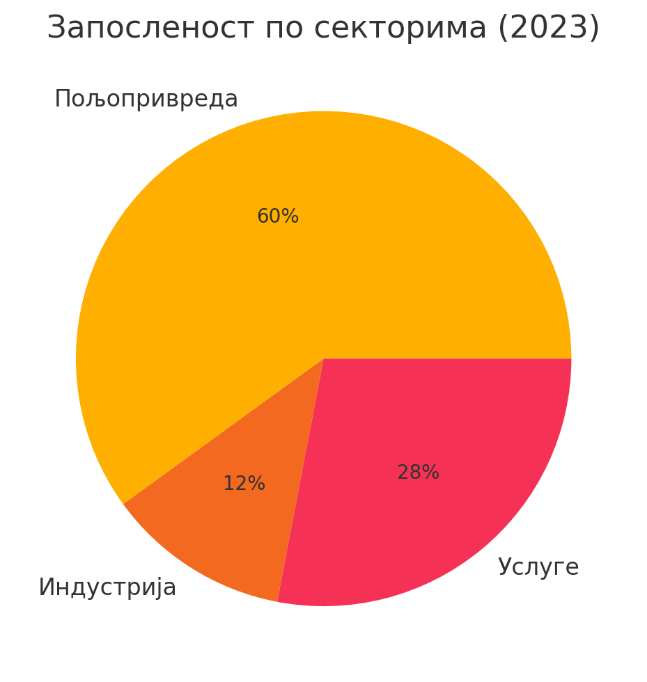 Запосленост по секторима (2023)
Пољопривреда
60%
12%
28%
Услуге
Индустрија